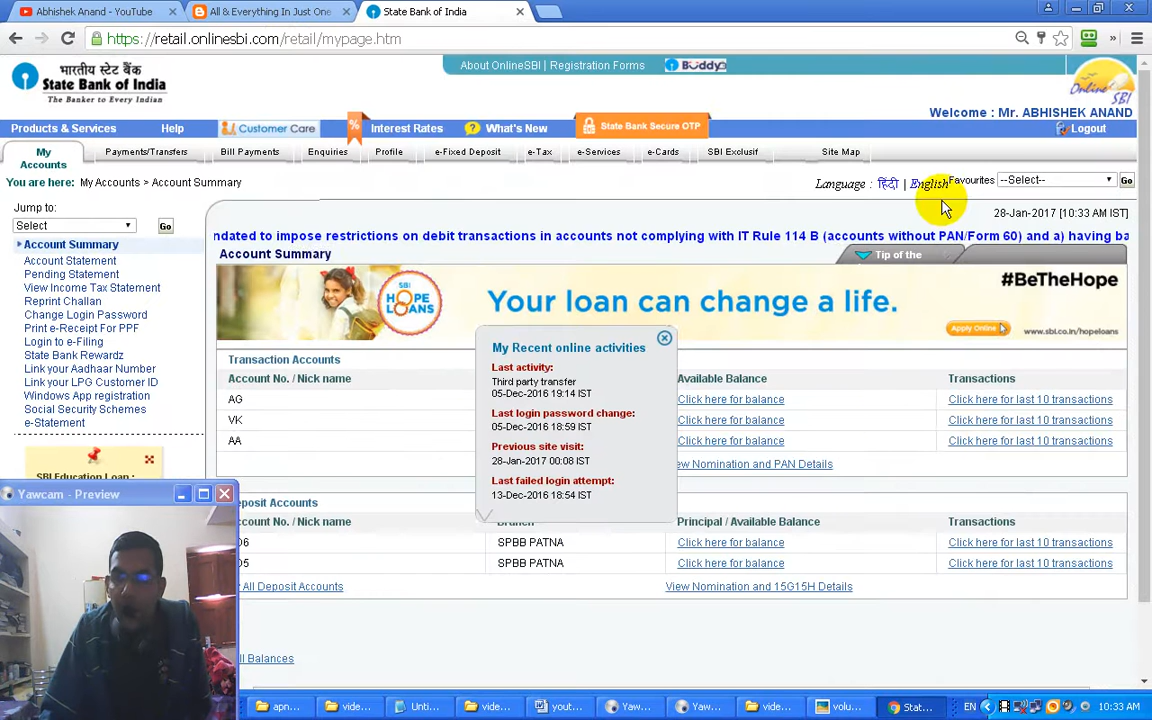 Abhishek Anand - YouTube
All & Everything In Just One
State Bank of India
https://retail.onlinesbi.com/retail/mypage.htm
भारतीय स्टेट बैंक
State Bank of India
The Banker to Every Indian
About OnlineSBI | Registration Forms
Buddy
Online SBI
Welcome : Mr. ABHISHEK ANAND
Products & Services Help Customer Care % Interest Rates ? What's New State Bank Secure OTP Logout
My Accounts
Payments/Transfers Bill Payments Enquiries Profile e-Fixed Deposit e-Tax e-Services e-Cards SBI Exclusif Site Map
You are here: My Accounts > Account Summary
Language : हिंदी | English
Favourites --Select-- Go
Jump to:
Select Go
28-Jan-2017 [10:33 AM IST]
ndated to impose restrictions on debit transactions in accounts not complying with IT Rule 114 B (accounts without PAN/Form 60) and a) having ba
Account Summary
Account Statement
Pending Statement
View Income Tax Statement
Reprint Challan
Change Login Password
Print e-Receipt For PPF
Login to e-Filing
State Bank Rewardz
Link your Aadhaar Number
Link your LPG Customer ID
Windows App registration
Social Security Schemes
e-Statement
SBI Education Loan :
Account Summary
Tip of the
SBI HOPE LOANS
Your loan can change a life.
#BeTheHope
Apply Online
www.sbi.co.in/hopeloans
Transaction Accounts
Account No. / Nick name Available Balance Transactions
AG Click here for balance Click here for last 10 transactions
VK Click here for balance Click here for last 10 transactions
AA Click here for balance Click here for last 10 transactions
ew Nomination and PAN Details
My Recent online activities
Last activity:
Third party transfer
05-Dec-2016 19:14 IST
Last login password change:
05-Dec-2016 18:59 IST
Previous site visit:
28-Jan-2017 00:08 IST
Last failed login attempt:
13-Dec-2016 18:54 IST
eposit Accounts
ccount No. / Nick name Branch Principal / Available Balance Transactions
D6 SPBB PATNA Click here for balance Click here for last 10 transactions
D5 SPBB PATNA Click here for balance Click here for last 10 transactions
All Deposit Accounts View Nomination and 15G15H Details
ll Balances
Yawcam - Preview
apn... vide... Unti... vide... yout... Yaw... Yaw... vide... volu... Stat... EN 10:33 AM